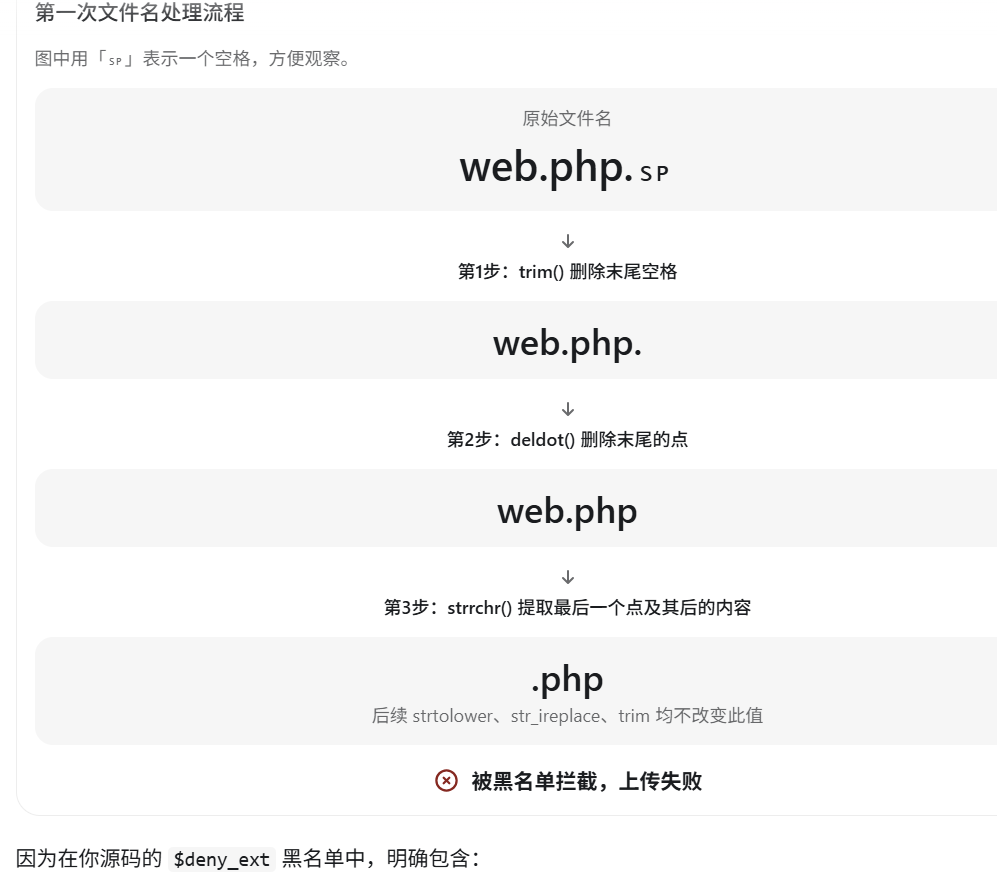 第一次文件名处理流程
图中用「SP」表示一个空格，方便观察。
原始文件名
web.php. SP
↓
第1步：trim() 删除末尾空格
web.php.
↓
第2步：deldot() 删除末尾的点
web.php
↓
第3步：strrchr() 提取最后一个点及其后的内容
.php
后续 strtolower、str_ireplace、trim 均不改变此值
被黑名单拦截，上传失败
因为在你源码的 $deny_ext 黑名单中，明确包含：